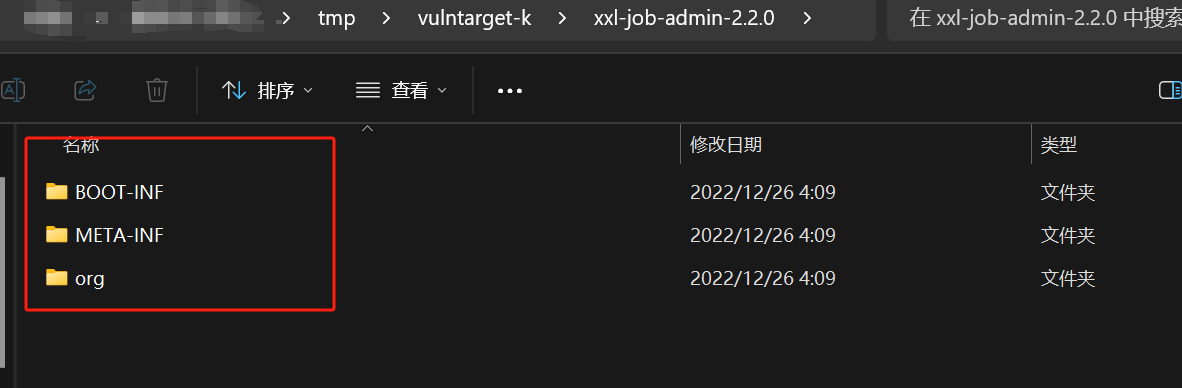 tmp > vulntarget-k > xxl-job-admin-2.2.0 > 在 xxl-job-admin-2.2.0 中搜索
排序 查看
名称 修改日期 类型
BOOT-INF 2022/12/26 4:09 文件夹
META-INF 2022/12/26 4:09 文件夹
org 2022/12/26 4:09 文件夹